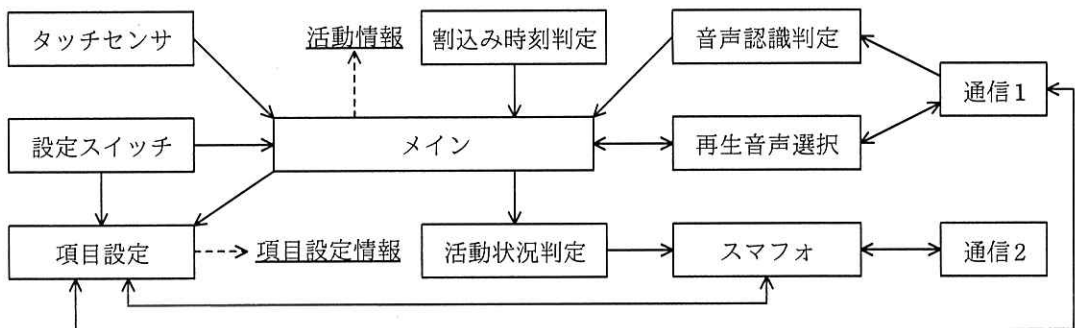 タッチセンサ
活動情報
割込み時刻判定
音声認識判定
通信1
設定スイッチ
メイン
再生音声選択
項目設定
項目設定情報
活動状況判定
スマフォ
通信2